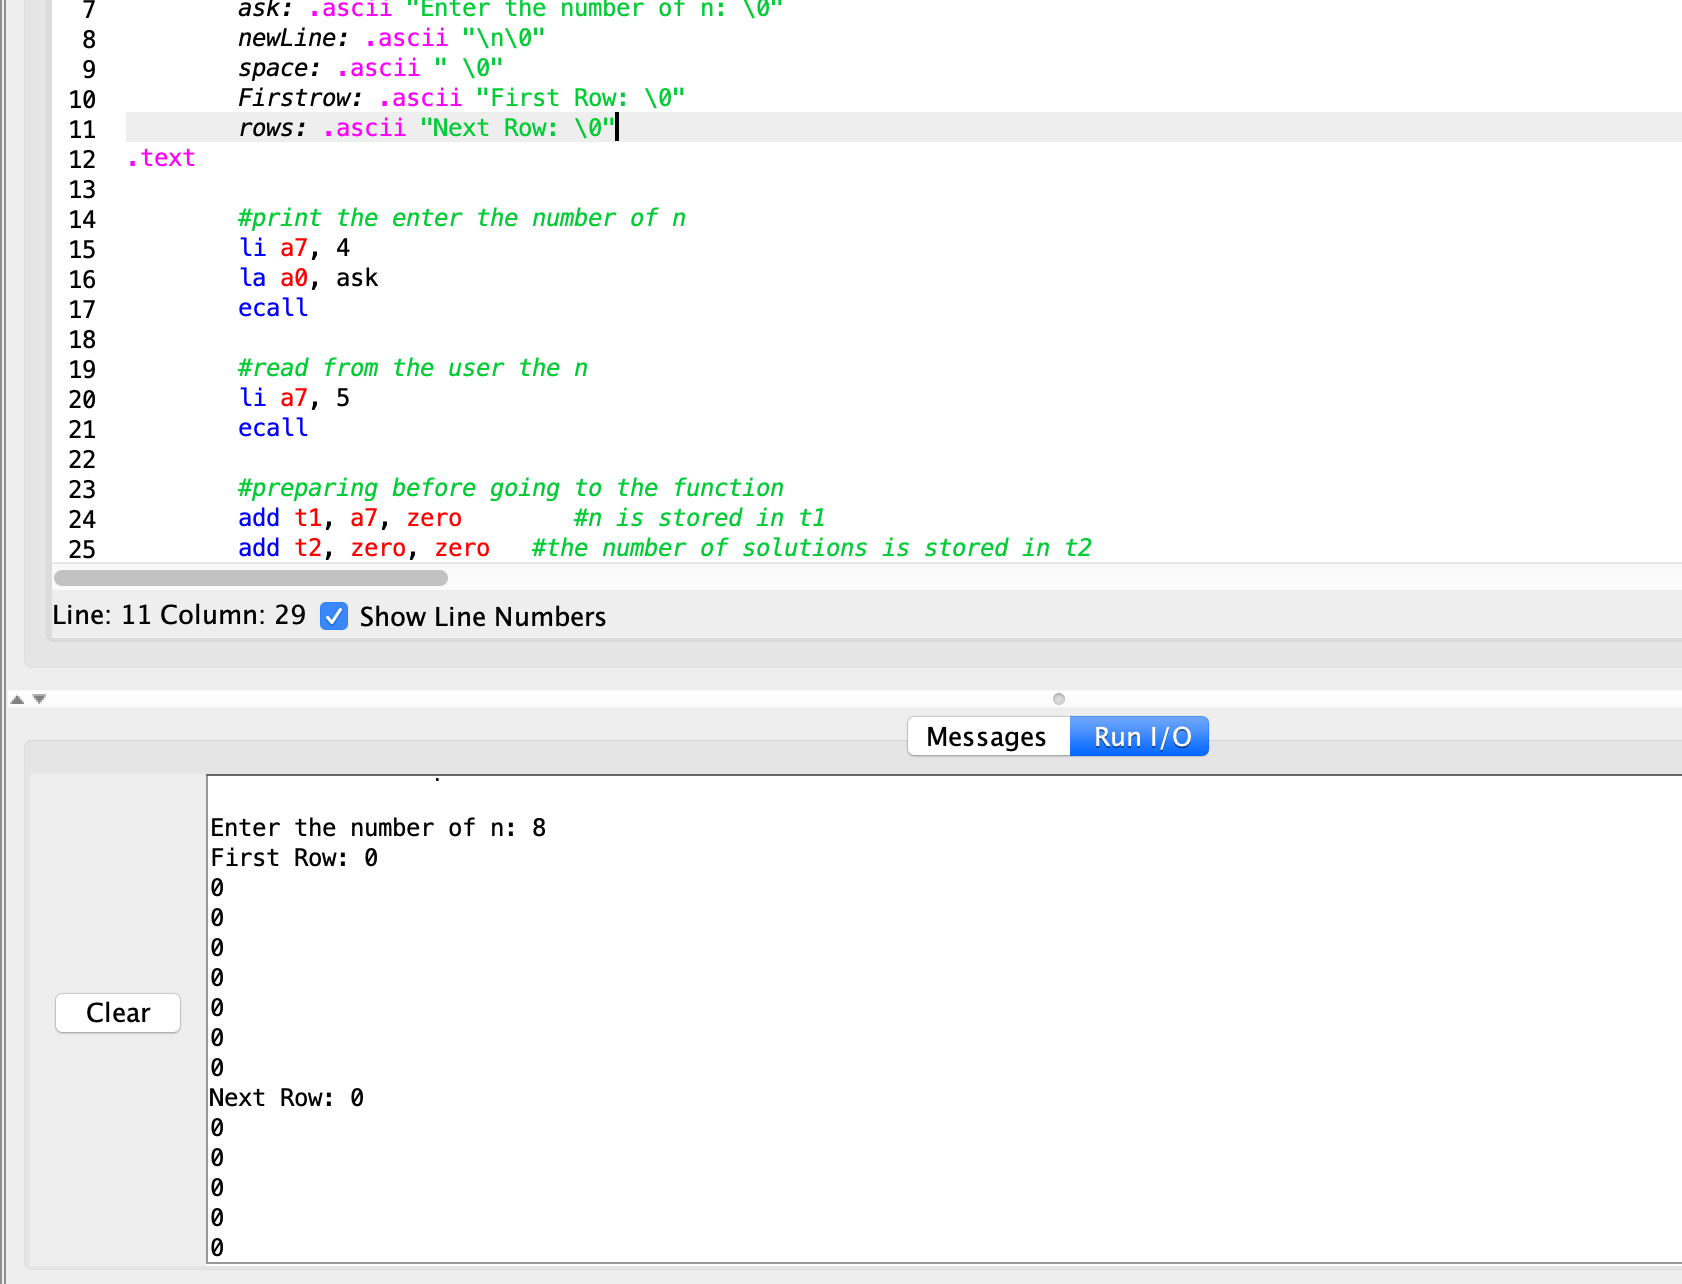 7 ask: .ascii "Enter the number of n: \0"
8 newLine: .ascii "\n\0"
9 space: .ascii " \0"
10 Firstrow: .ascii "First Row: \0"
11 rows: .ascii "Next Row: \0"
12 .text
13
14 #print the enter the number of n
15 li a7, 4
16 la a0, ask
17 ecall
18
19 #read from the user the n
20 li a7, 5
21 ecall
22
23 #preparing before going to the function
24 add t1, a7, zero #n is stored in t1
25 add t2, zero, zero #the number of solutions is stored in t2
Line: 11 Column: 29 Show Line Numbers
Messages Run I/O
Enter the number of n: 8
First Row: 0
0
0
0
0
0
0
0
Next Row: 0
0
0
0
0
0
Clear